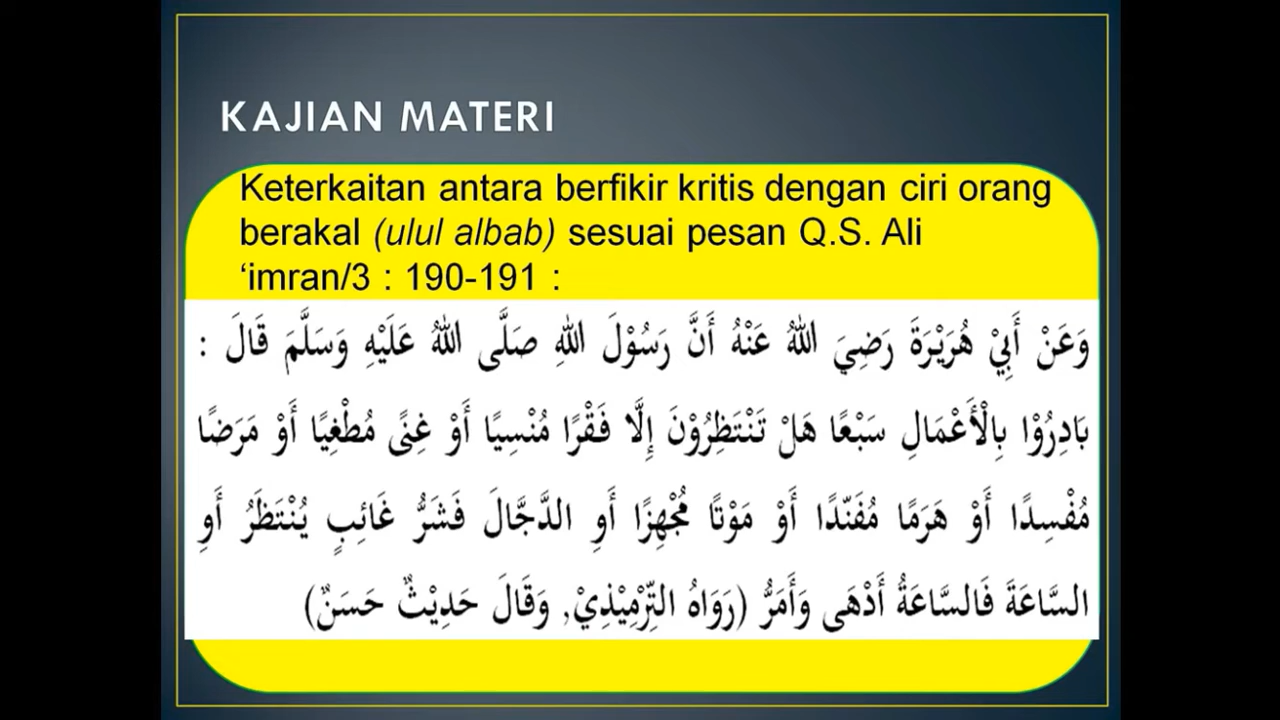 KAJIAN MATERI
Keterkaitan antara berfikir kritis dengan ciri orang
berakal (ulul albab) sesuai pesan Q.S. Ali
‘imran/3 : 190-191 :
وَعَنْ أَبِيْ هُرَيْرَةَ رَضِيَ اللهُ عَنْهُ أَنَّ رَسُوْلَ اللهِ صَلَّى اللهُ عَلَيْهِ وَسَلَّمَ قَالَ :
بَادِرُوْا بِالْأَعْمَالِ سَبْعًا هَلْ تَنْتَظِرُوْنَ إِلَّا فَقْرًا مُنْسِيًا أَوْ غِنًى مُطْغِيًا أَوْ مَرَضًا
مُفْسِدًا أَوْ هَرَمًا مُفَنّدًا أَوْ مَوْتًا مُجْهِزًا أَوِ الدَّجَّالَ فَشَرُّ غَائِبٍ يُنْتَظَرُ أَوِ
السَّاعَةَ فَالسَّاعَةُ أَدْهَى وَأَمَرُّ (رَوَاهُ التِّرْمِيْذِيْ, وَقَالَ حَدِيْثٌ حَسَنٌ)